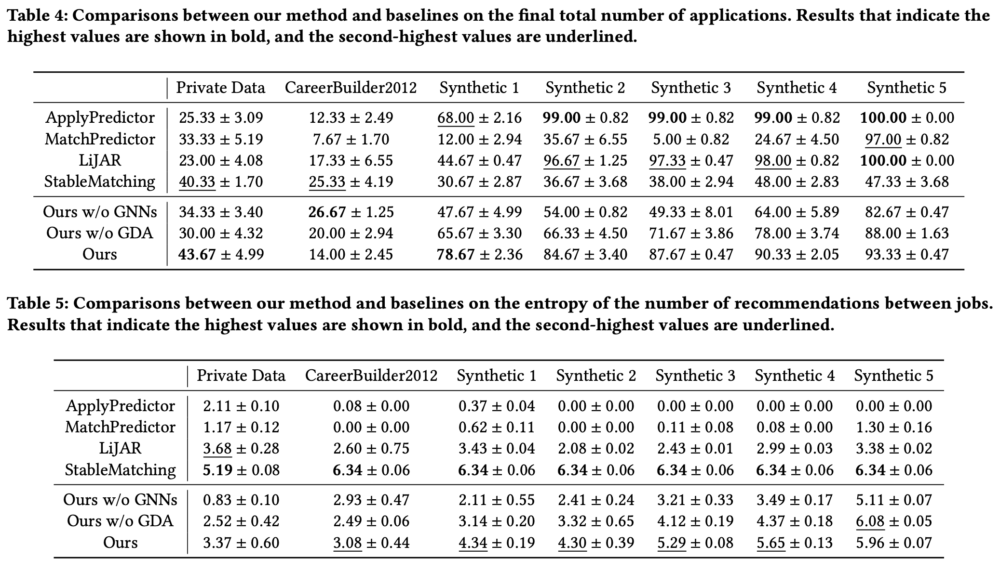 Table 4: Comparisons between our method and baselines on the final total number of applications. Results that indicate the
highest values are shown in bold, and the second-highest values are underlined.
Private Data CareerBuilder2012 Synthetic 1 Synthetic 2 Synthetic 3 Synthetic 4 Synthetic 5
ApplyPredictor 25.33 ± 3.09 12.33 ± 2.49 68.00 ± 2.16 99.00 ± 0.82 99.00 ± 0.82 99.00 ± 0.82 100.00 ± 0.00
MatchPredictor 33.33 ± 5.19 7.67 ± 1.70 12.00 ± 2.94 35.67 ± 6.55 5.00 ± 0.82 24.67 ± 4.50 97.00 ± 0.82
LiJAR 23.00 ± 4.08 17.33 ± 6.55 44.67 ± 0.47 96.67 ± 1.25 97.33 ± 0.47 98.00 ± 0.82 100.00 ± 0.00
StableMatching 40.33 ± 1.70 25.33 ± 4.19 30.67 ± 2.87 36.67 ± 3.68 38.00 ± 2.94 48.00 ± 2.83 47.33 ± 3.68
Ours w/o GNNs 34.33 ± 3.40 26.67 ± 1.25 47.67 ± 4.99 54.00 ± 0.82 49.33 ± 8.01 64.00 ± 5.89 82.67 ± 0.47
Ours w/o GDA 30.00 ± 4.32 20.00 ± 2.94 65.67 ± 3.30 66.33 ± 4.50 71.67 ± 3.86 78.00 ± 3.74 88.00 ± 1.63
Ours 43.67 ± 4.99 14.00 ± 2.45 78.67 ± 2.36 84.67 ± 3.40 87.67 ± 0.47 90.33 ± 2.05 93.33 ± 0.47
Table 5: Comparisons between our method and baselines on the entropy of the number of recommendations between jobs.
Results that indicate the highest values are shown in bold, and the second-highest values are underlined.
Private Data CareerBuilder2012 Synthetic 1 Synthetic 2 Synthetic 3 Synthetic 4 Synthetic 5
ApplyPredictor 2.11 ± 0.10 0.08 ± 0.00 0.37 ± 0.04 0.00 ± 0.00 0.00 ± 0.00 0.00 ± 0.00 0.00 ± 0.00
MatchPredictor 1.17 ± 0.12 0.00 ± 0.00 0.62 ± 0.11 0.00 ± 0.00 0.11 ± 0.08 0.08 ± 0.00 1.30 ± 0.16
LiJAR 3.68 ± 0.28 2.60 ± 0.75 3.43 ± 0.04 2.08 ± 0.02 2.43 ± 0.01 2.99 ± 0.03 3.38 ± 0.02
StableMatching 5.19 ± 0.08 6.34 ± 0.06 6.34 ± 0.06 6.34 ± 0.06 6.34 ± 0.06 6.34 ± 0.06 6.34 ± 0.06
Ours w/o GNNs 0.83 ± 0.10 2.93 ± 0.47 2.11 ± 0.55 2.41 ± 0.24 3.21 ± 0.33 3.49 ± 0.17 5.11 ± 0.07
Ours w/o GDA 2.52 ± 0.42 2.49 ± 0.06 3.14 ± 0.20 3.32 ± 0.65 4.12 ± 0.19 4.37 ± 0.18 6.08 ± 0.05
Ours 3.37 ± 0.60 3.08 ± 0.44 4.34 ± 0.19 4.30 ± 0.39 5.29 ± 0.08 5.65 ± 0.13 5.96 ± 0.07